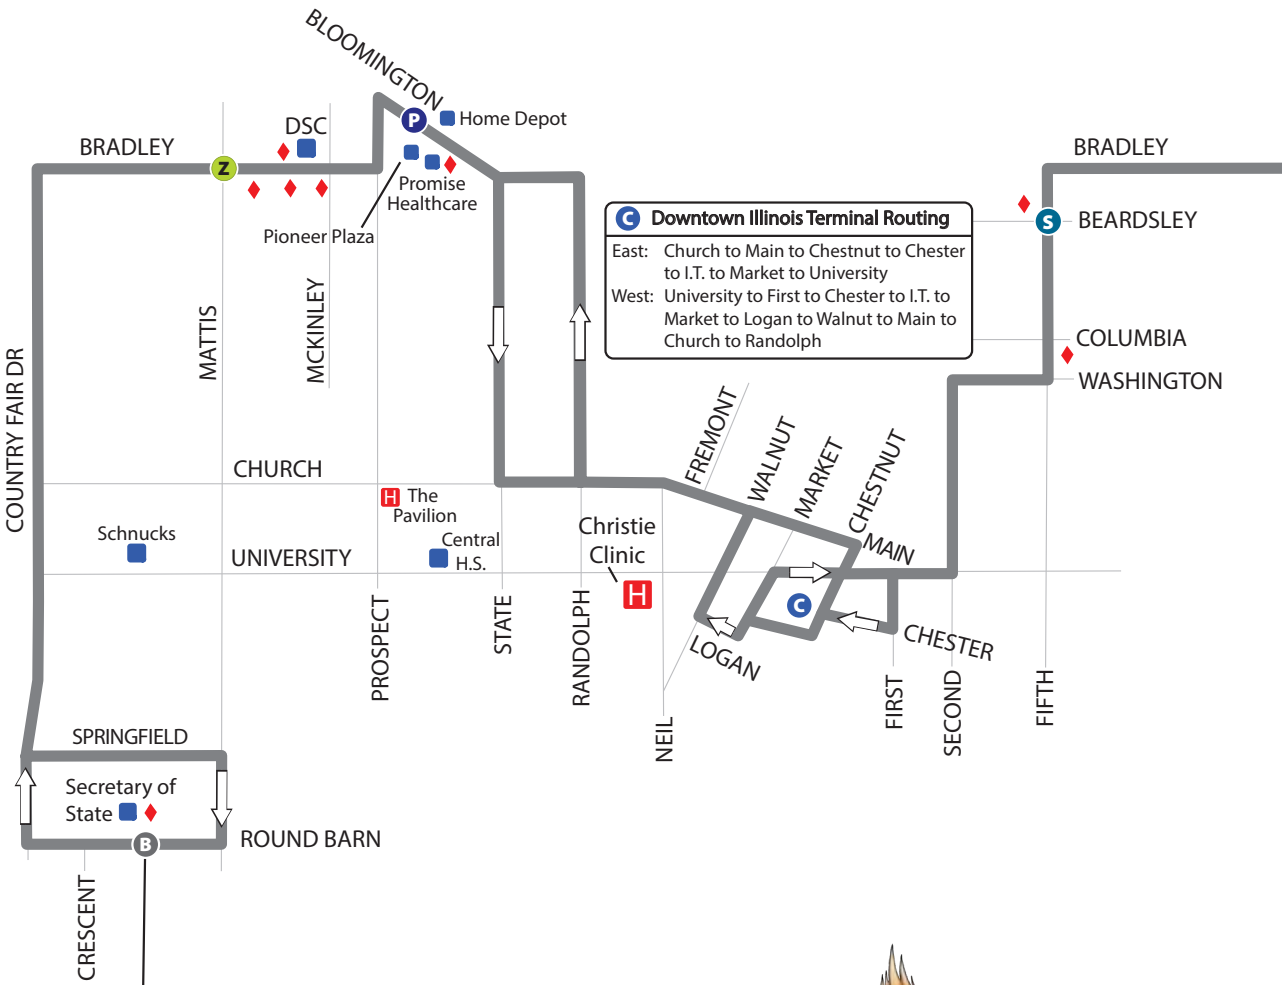 BLOOMINGTON
P
Home Depot
DSC
BRADLEY
Z
Promise
Healthcare
Pioneer Plaza
BRADLEY
S
BEARDSLEY
C Downtown Illinois Terminal Routing
East: Church to Main to Chestnut to Chester
to I.T. to Market to University
West: University to First to Chester to I.T. to
Market to Logan to Walnut to Main to
Church to Randolph
COLUMBIA
WASHINGTON
COUNTRY FAIR DR
MATTIS
MCKINLEY
FREMONT
WALNUT
MARKET
CHESTNUT
MAIN
CHURCH
H The
Pavilion
Schnucks
UNIVERSITY
Central
H.S.
Christie
Clinic
H
C
CHESTER
LOGAN
PROSPECT
STATE
RANDOLPH
NEIL
FIRST
SECOND
FIFTH
SPRINGFIELD
Secretary of
State
B
ROUND BARN
CRESCENT